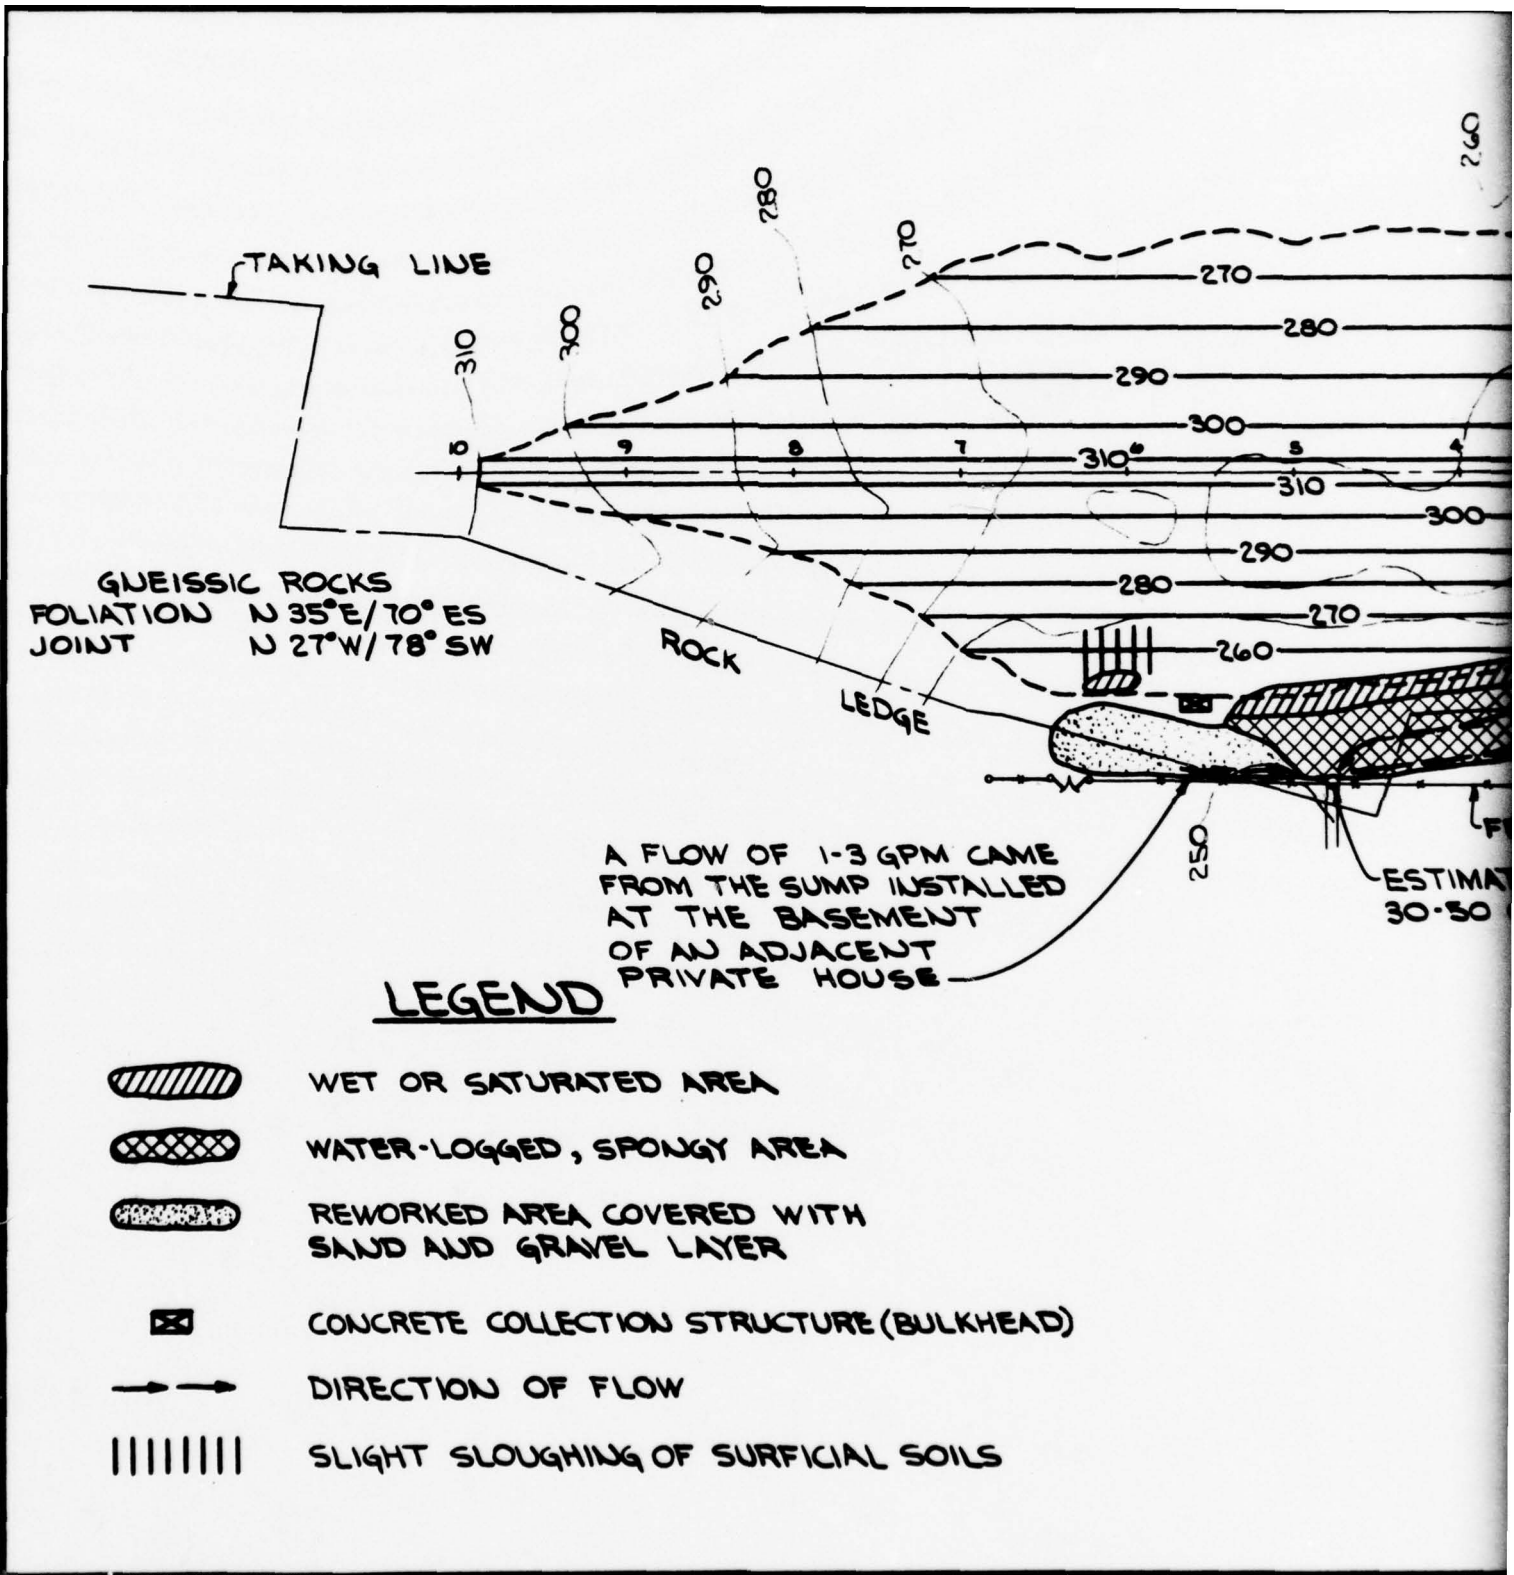 260
280
270
TAKING LINE
290
300
310
270
280
290
300
10
9
8
7
6
5
4
310
310
300
290
280
270
260
GNEISSIC ROCKS
FOLIATION N 35°E/70° ES
JOINT N 27°W/78° SW
ROCK
LEDGE
250
A FLOW OF 1-3 GPM CAME
FROM THE SUMP INSTALLED
AT THE BASEMENT
OF AN ADJACENT
PRIVATE HOUSE
30-50
LEGEND
WET OR SATURATED AREA
WATER-LOGGED, SPONGY AREA
REWORKED AREA COVERED WITH
SAND AND GRAVEL LAYER
CONCRETE COLLECTION STRUCTURE (BULKHEAD)
DIRECTION OF FLOW
SLIGHT SLOUGHING OF SURFICIAL SOILS